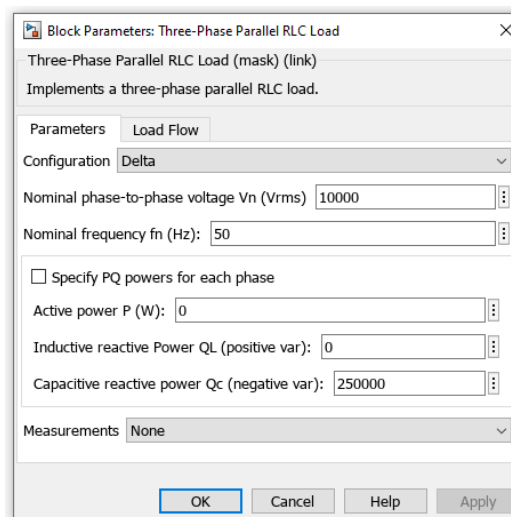 Block Parameters: Three-Phase Parallel RLC Load
Three-Phase Parallel RLC Load (mask) (link)
Implements a three-phase parallel RLC load.
Parameters Load Flow
Configuration Delta
Nominal phase-to-phase voltage Vn (Vrms) 10000
Nominal frequency fn (Hz): 50
Specify PQ powers for each phase
Active power P (W): 0
Inductive reactive Power QL (positive var): 0
Capacitive reactive power Qc (negative var): 250000
Measurements None
OK Cancel Help Apply